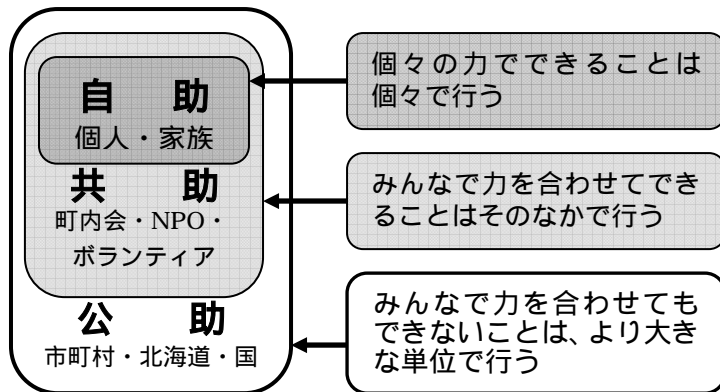 自　助
個人・家族
共　助
町内会・NPO・
ボランティア
公　助
市町村・北海道・国
個々の力でできることは
個々で行う
みんなで力を合わせてでき
ることはそのなかで行う
みんなで力を合わせても
できないことは、より大き
な単位で行う